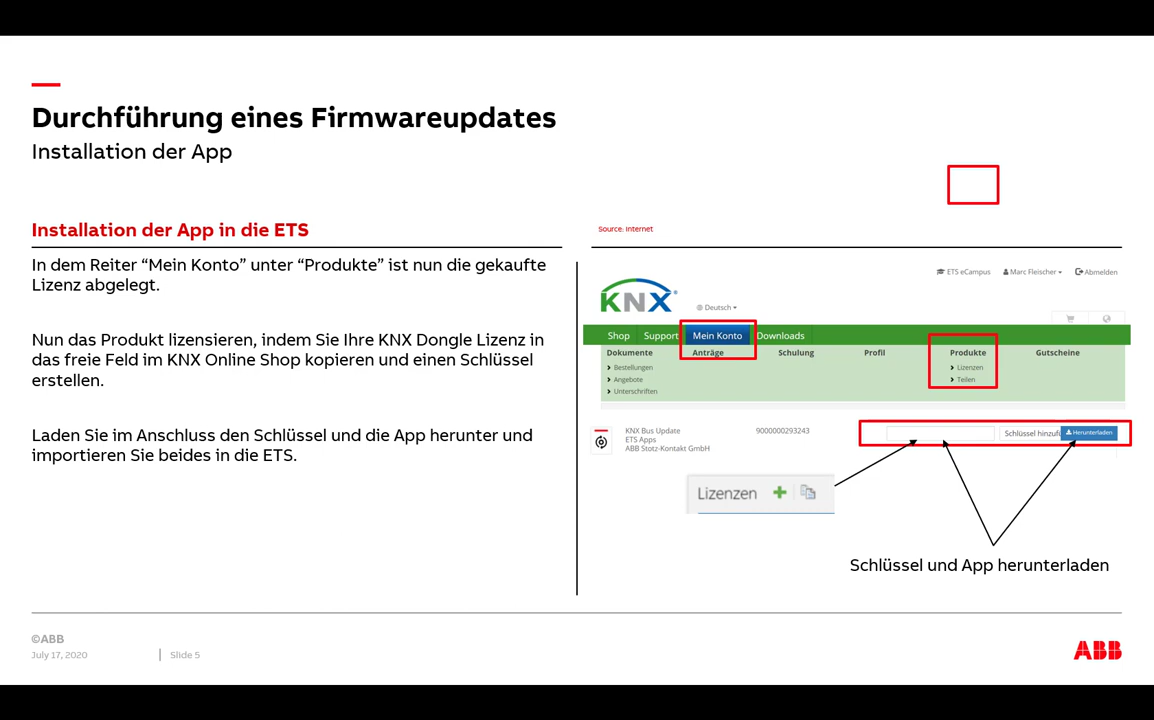 Durchführung eines Firmwareupdates
Installation der App
Installation der App in die ETS
In dem Reiter “Mein Konto” unter “Produkte” ist nun die gekaufte
Lizenz abgelegt.
Nun das Produkt lizensieren, indem Sie Ihre KNX Dongle Lizenz in
das freie Feld im KNX Online Shop kopieren und einen Schlüssel
erstellen.
Laden Sie im Anschluss den Schlüssel und die App herunter und
importieren Sie beides in die ETS.
Source: Internet
ETS eCampus Marc Fleischer Abmelden
KNX®
Deutsch
Shop Support Mein Konto Downloads
Dokumente Anträge Schulung Profil Produkte Gutscheine
Bestellungen Lizenzen
Angebote Teilen
Unterschriften
KNX Bus Update 9000000293243
ETS Apps
ABB Stotz-Kontakt GmbH
Schlüssel hinzufü Herunterladen
Lizenzen
Schlüssel und App herunterladen
©ABB
July 17, 2020 | Slide 5
ABB